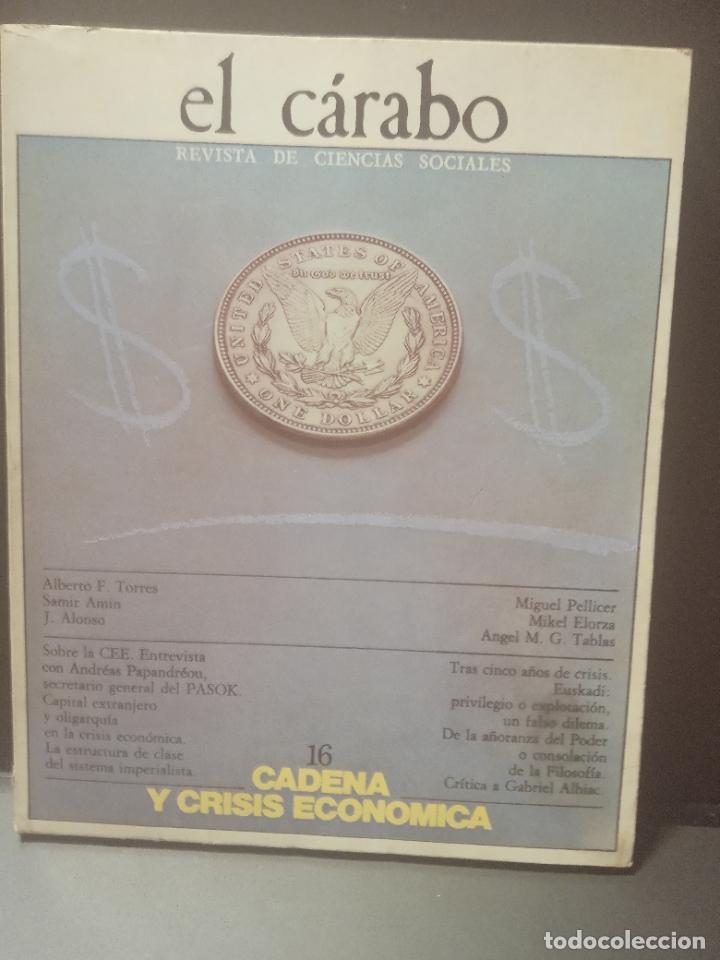 el cárabo
REVISTA DE CIENCIAS SOCIALES
UNITED STATES OF AMERICA
IN GOD WE TRUST
ONE DOLLAR
Alberto F. Torres
Samir Amin
J. Alonso
Miguel Pellicer
Mikel Elorza
Angel M. G. Tablas
Sobre la CEE. Entrevista
con Andréas Papandréou,
secretario general del PASOK.
Capital extranjero
y oligarquía
en la crisis económica.
La estructura de clase
del sistema imperialista.
Tras cinco años de crisis.
Euskadi:
privilegio o explotación,
un falso dilema.
De la añoranza del Poder
o consolación
de la Filosofía.
Crítica a Gabriel Albiac.
16
CADENA
Y CRISIS ECONOMICA
todocoleccion